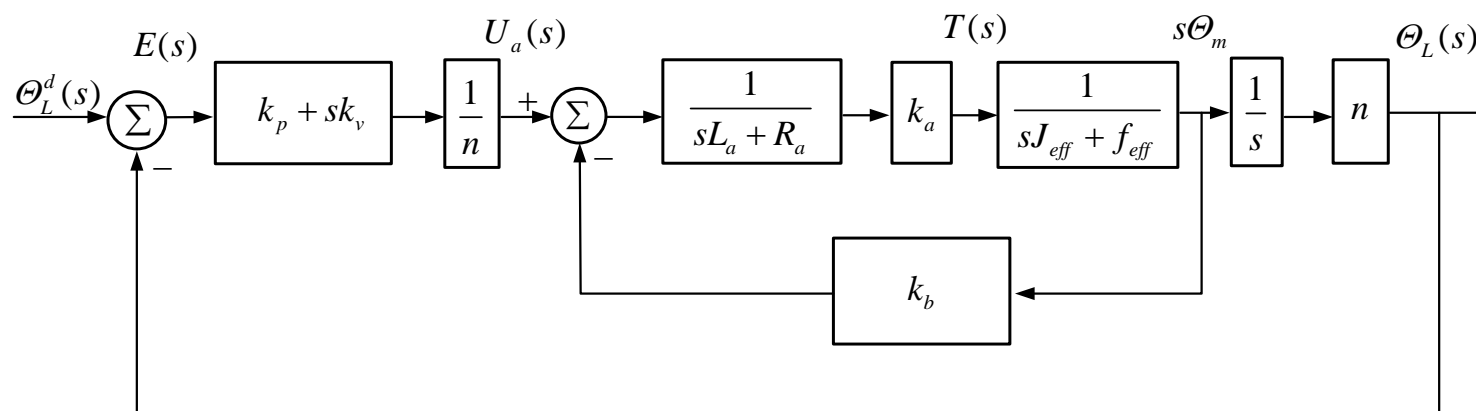 E(s) U_a(s) T(s) sΘ_m Θ_L(s)
Θ_L^d(s) Σ k_p + sk_v 1/n + Σ 1/(sL_a + R_a) k_a 1/(sJ_eff + f_eff) 1/s n
− −
k_b